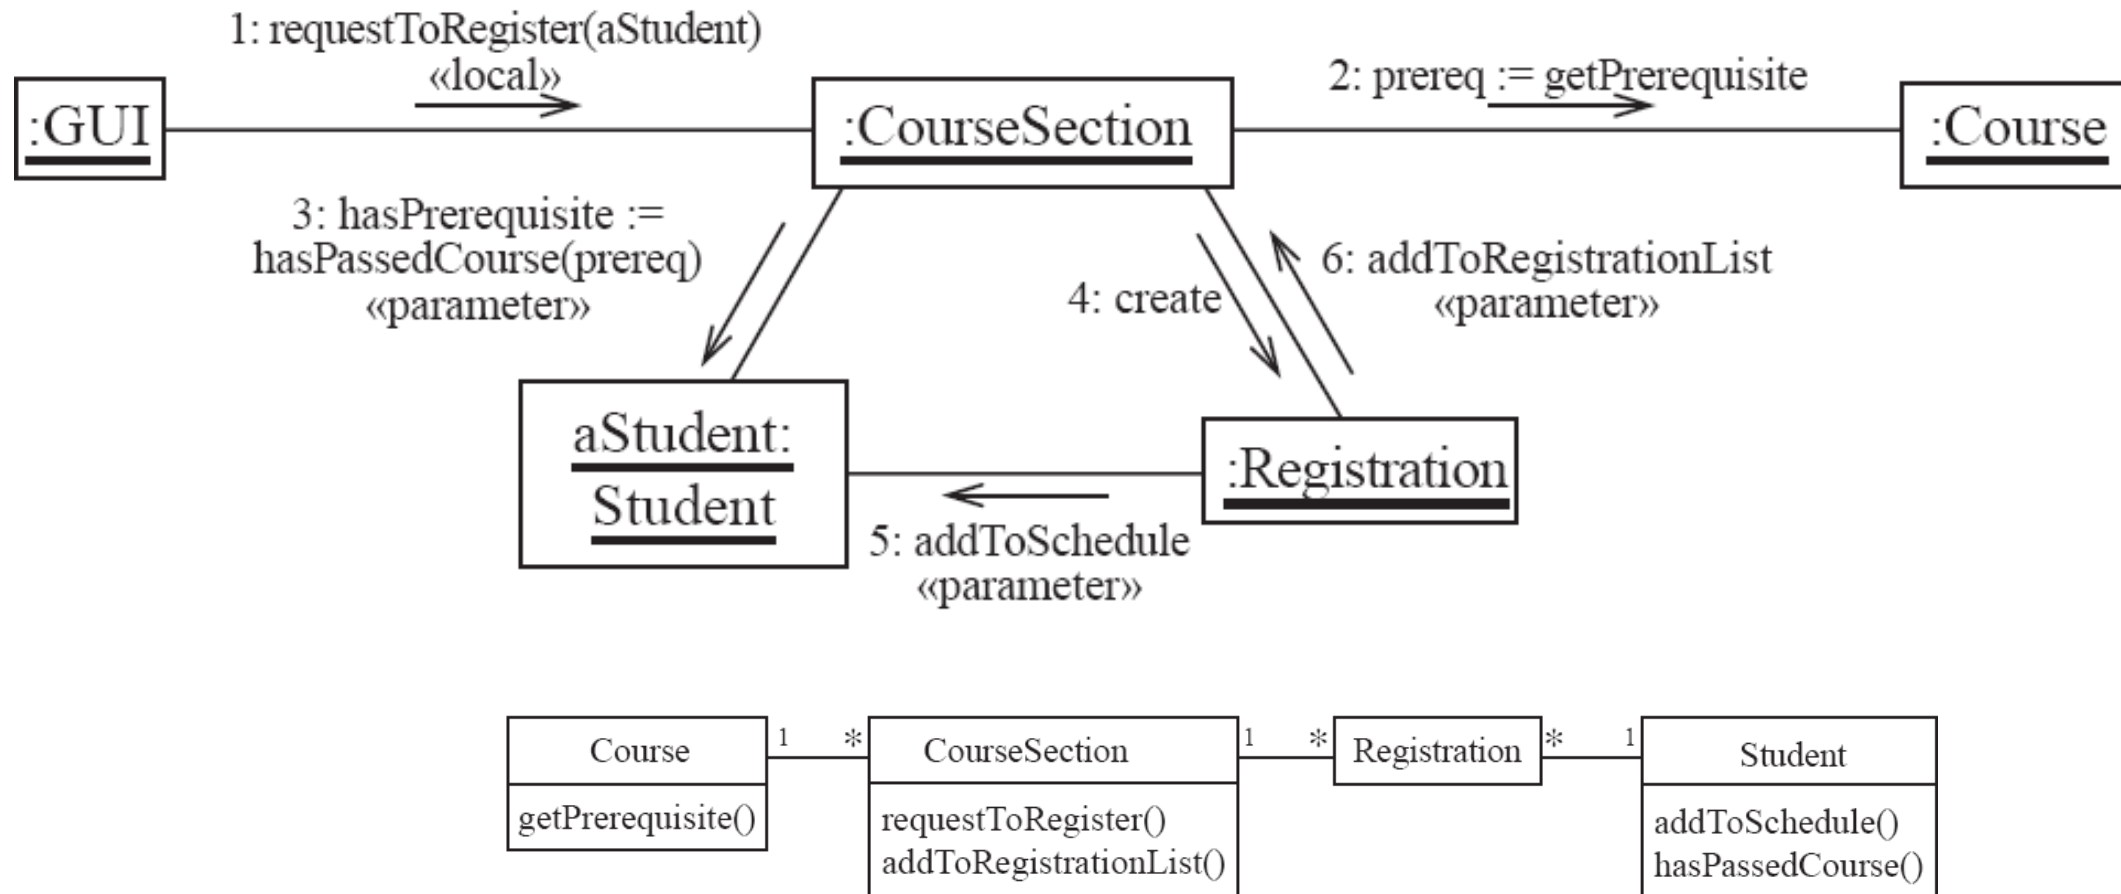 1: requestToRegister(aStudent)
«local»
2: prereq := getPrerequisite
:GUI
:CourseSection
:Course
3: hasPrerequisite :=
hasPassedCourse(prereq)
«parameter»
4: create
6: addToRegistrationList
«parameter»
aStudent:
Student
:Registration
5: addToSchedule
«parameter»
Course
1
*
CourseSection
1
*
Registration
*
1
Student
getPrerequisite()
requestToRegister()
addToRegistrationList()
addToSchedule()
hasPassedCourse()